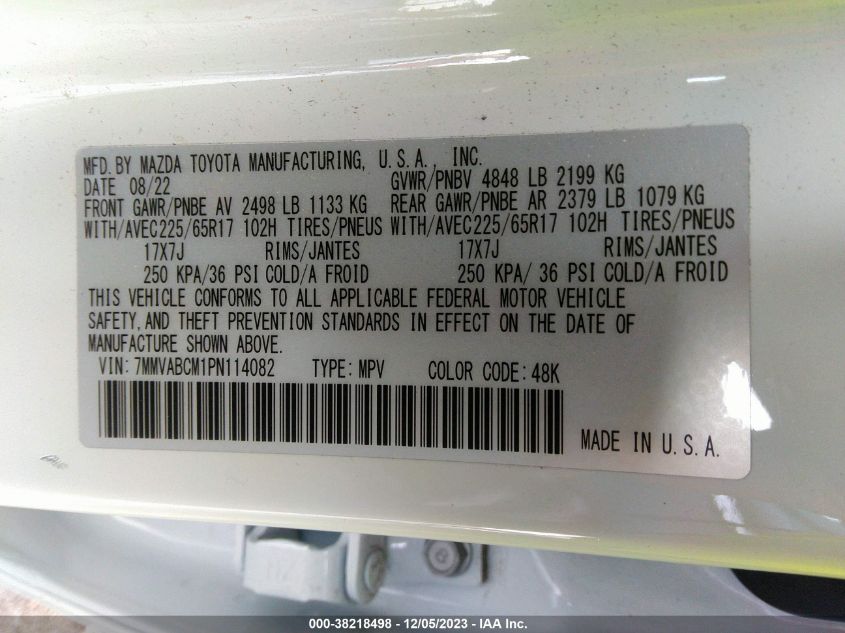 MFD. BY MAZDA TOYOTA MANUFACTURING, U.S.A., INC.
DATE 08/22 GVWR/PNBV 4848 LB 2199 KG
FRONT GAWR/PNBE AV 2498 LB 1133 KG REAR GAWR/PNBE AR 2379 LB 1079 KG
WITH/AVEC225/65R17 102H TIRES/PNEUS WITH/AVEC225/65R17 102H TIRES/PNEUS
17X7J RIMS/JANTES 17X7J RIMS/JANTES
250 KPA/36 PSI COLD/A FROID 250 KPA/ 36 PSI COLD/A FROID
THIS VEHICLE CONFORMS TO ALL APPLICABLE FEDERAL MOTOR VEHICLE
SAFETY, AND THEFT PREVENTION STANDARDS IN EFFECT ON THE DATE OF
MANUFACTURE SHOWN ABOVE.
VIN: 7MMVABCM1PN114082 TYPE: MPV COLOR CODE: 48K
MADE IN U.S.A.
000-38218498 - 12/05/2023 - IAA Inc.